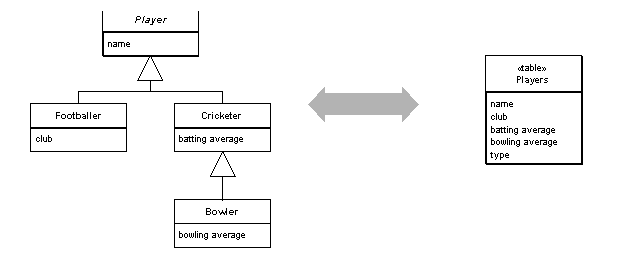 Player
name
Footballer
club
Cricketer
batting average
Bowler
bowling average
«table»
Players
name
club
batting average
bowling average
type